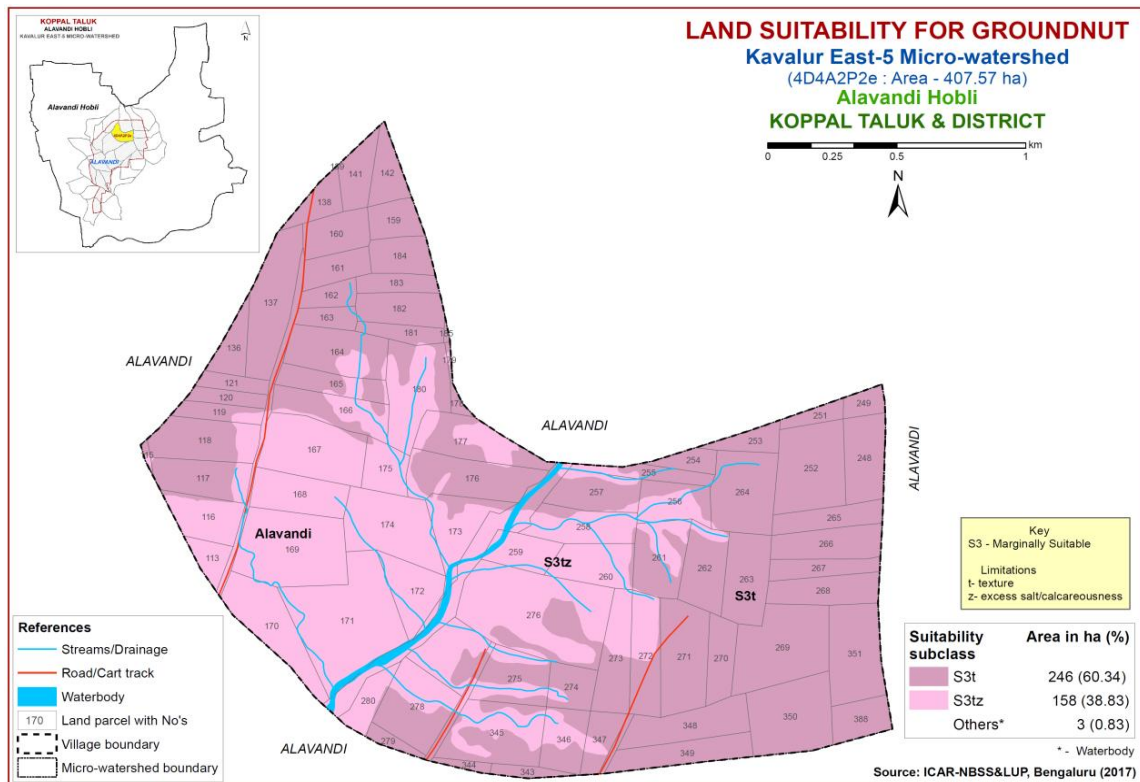 KOPPAL TALUK
ALAVANDI HOBLI
KAVALUR EAST-5 MICRO-WATERSHED
N
Alavandi Hobli
ALAVANDI
LAND SUITABILITY FOR GROUNDNUT
Kavalur East-5 Micro-watershed
(4D4A2P2e : Area - 407.57 ha)
Alavandi Hobli
KOPPAL TALUK & DISTRICT
km
0 0.25 0.5 1
N
141 142
138
159
160
184
161
183
162
137
182
163
181
164
136
180
ALAVANDI
165
121
120
166
119
177
ALAVANDI
118
167
175
176
117
168
116
174
173
Alavandi
169
113
172
170
171
249
251
253
248
254
252
255
264
257
256
265
258
266
259
S3tz
261
262
267
260
263
268
S3t
276
ALAVANDI
273
272
271
270
269
351
275
274
280
278
350
348
388
345
346
347
279
349
344
343
ALAVANDI
Key
S3 - Marginally Suitable
Limitations
t- texture
z- excess salt/calcareousness
References
Streams/Drainage
Road/Cart track
Waterbody
170 Land parcel with No's
Village boundary
Micro-watershed boundary
Suitability subclass Area in ha (%)
S3t 246 (60.34)
S3tz 158 (38.83)
Others* 3 (0.83)
* - Waterbody
Source: ICAR-NBSS&LUP, Bengaluru (2017)